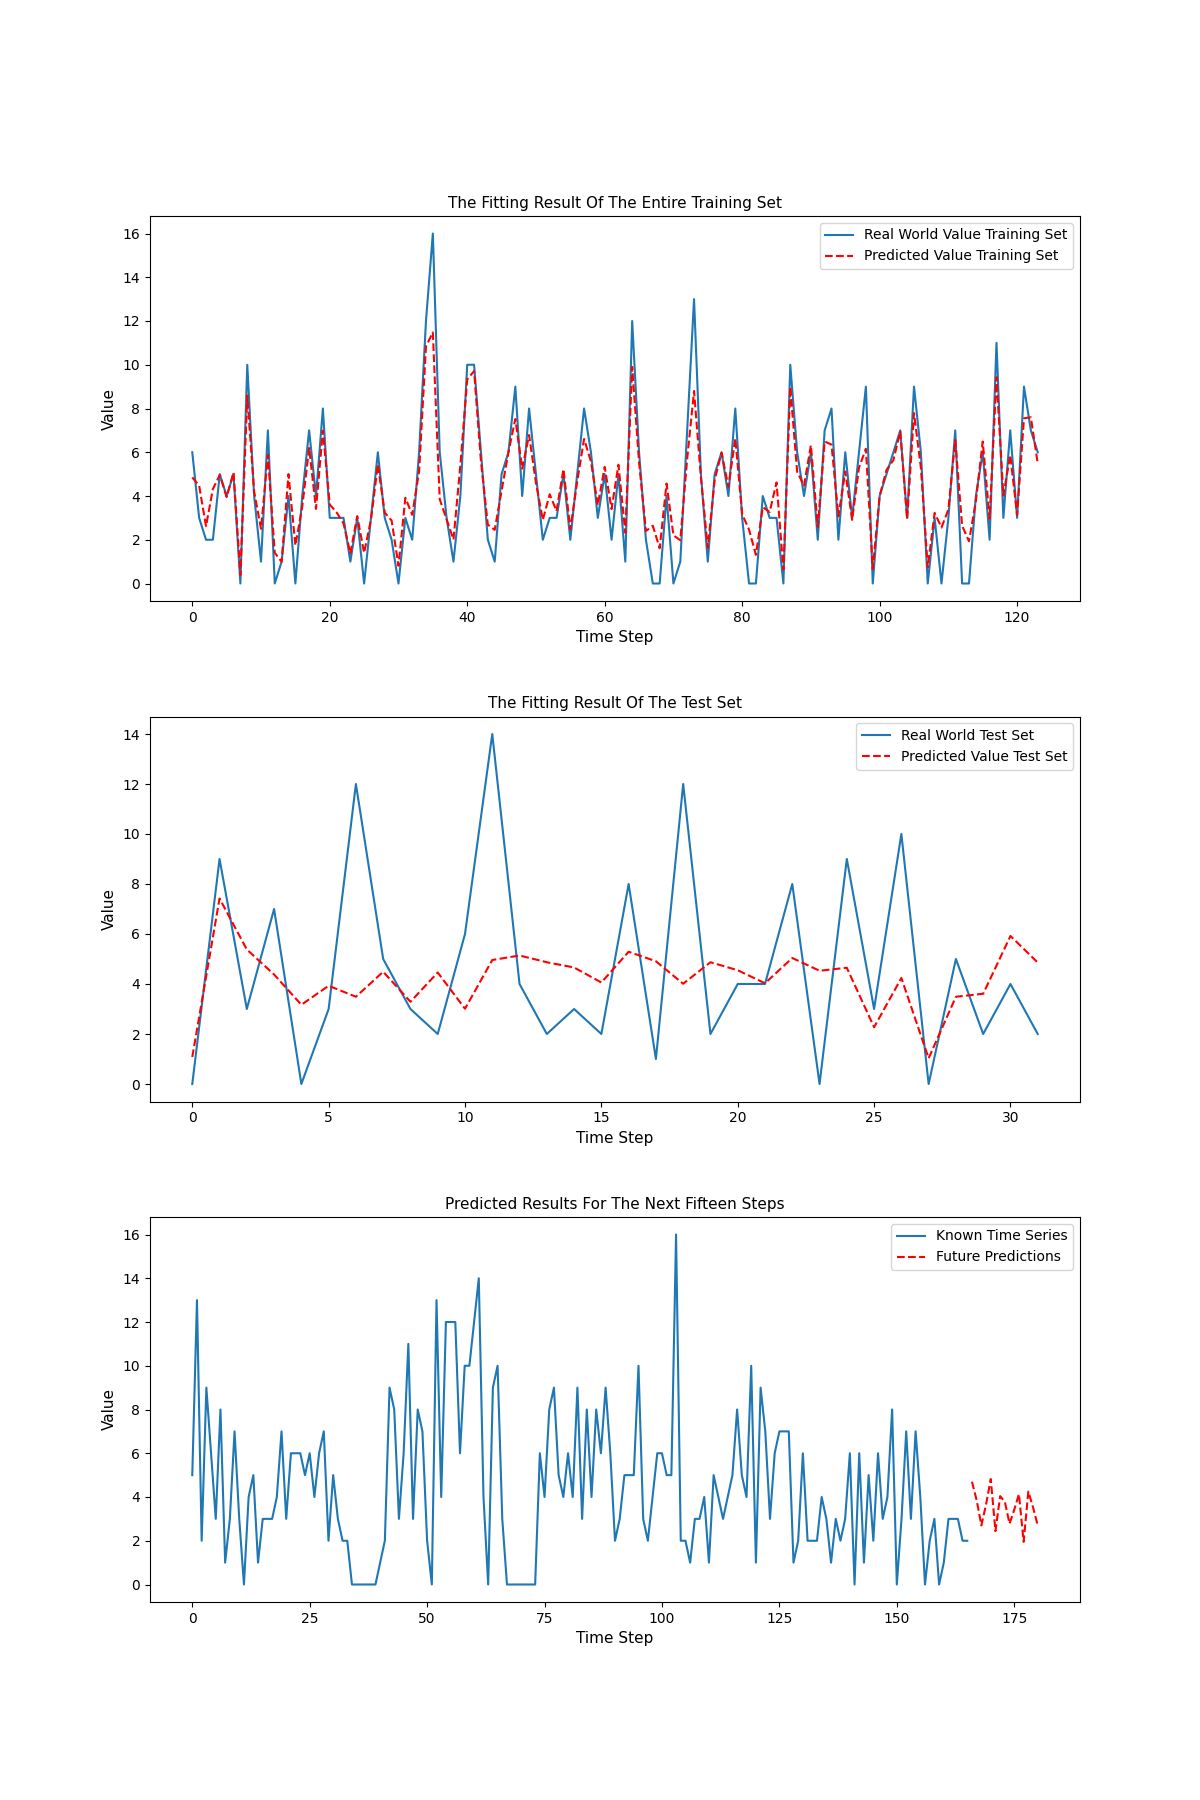 The Fitting Result Of The Entire Training Set
Real World Value Training Set
Predicted Value Training Set
Value
16
14
12
10
8
6
4
2
0
0 20 40 60 80 100 120
Time Step
The Fitting Result Of The Test Set
Real World Test Set
Predicted Value Test Set
Value
14
12
10
8
6
4
2
0
0 5 10 15 20 25 30
Time Step
Predicted Results For The Next Fifteen Steps
Known Time Series
Future Predictions
Value
16
14
12
10
8
6
4
2
0
0 25 50 75 100 125 150 175
Time Step